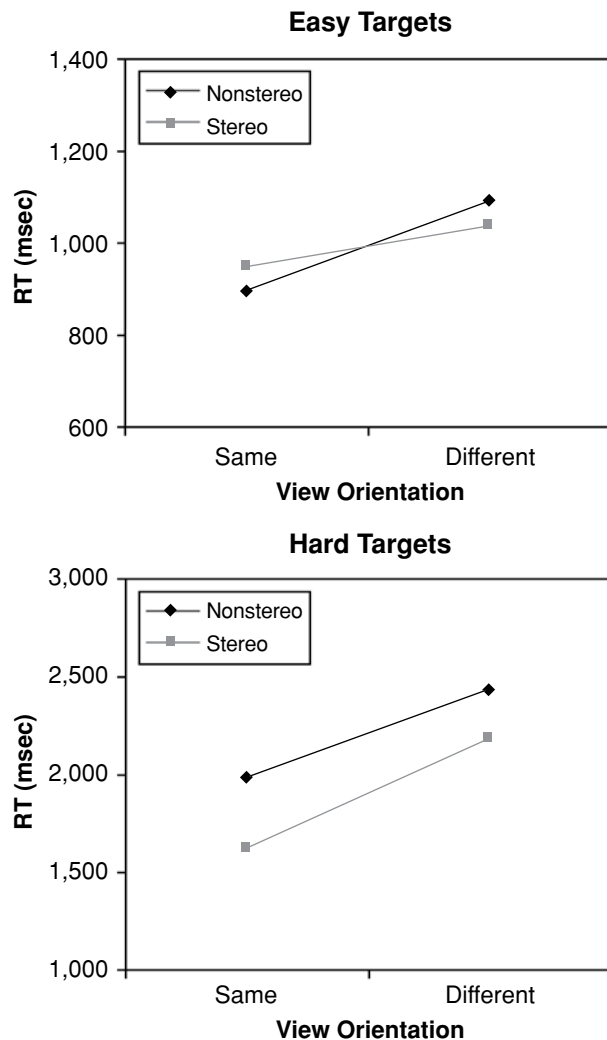 Easy Targets
1,400
1,200
1,000
800
600
RT (msec)
Nonstereo
Stereo
Same Different
View Orientation
Hard Targets
3,000
2,500
2,000
1,500
1,000
RT (msec)
Nonstereo
Stereo
Same Different
View Orientation